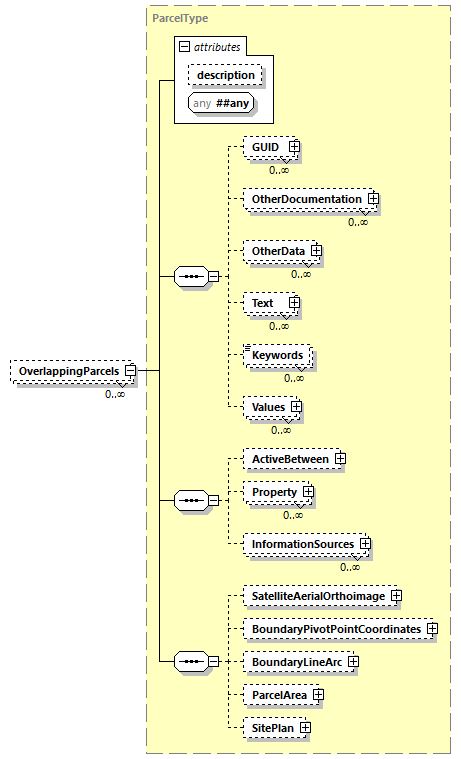 ParcelType
attributes
description
any ##any
GUID
0..∞
OtherDocumentation
0..∞
OtherData
0..∞
Text
0..∞
Keywords
0..∞
Values
0..∞
OverlappingParcels
0..∞
ActiveBetween
Property
0..∞
InformationSources
0..∞
SatelliteAerialOrthoimage
BoundaryPivotPointCoordinates
BoundaryLineArc
ParcelArea
SitePlan